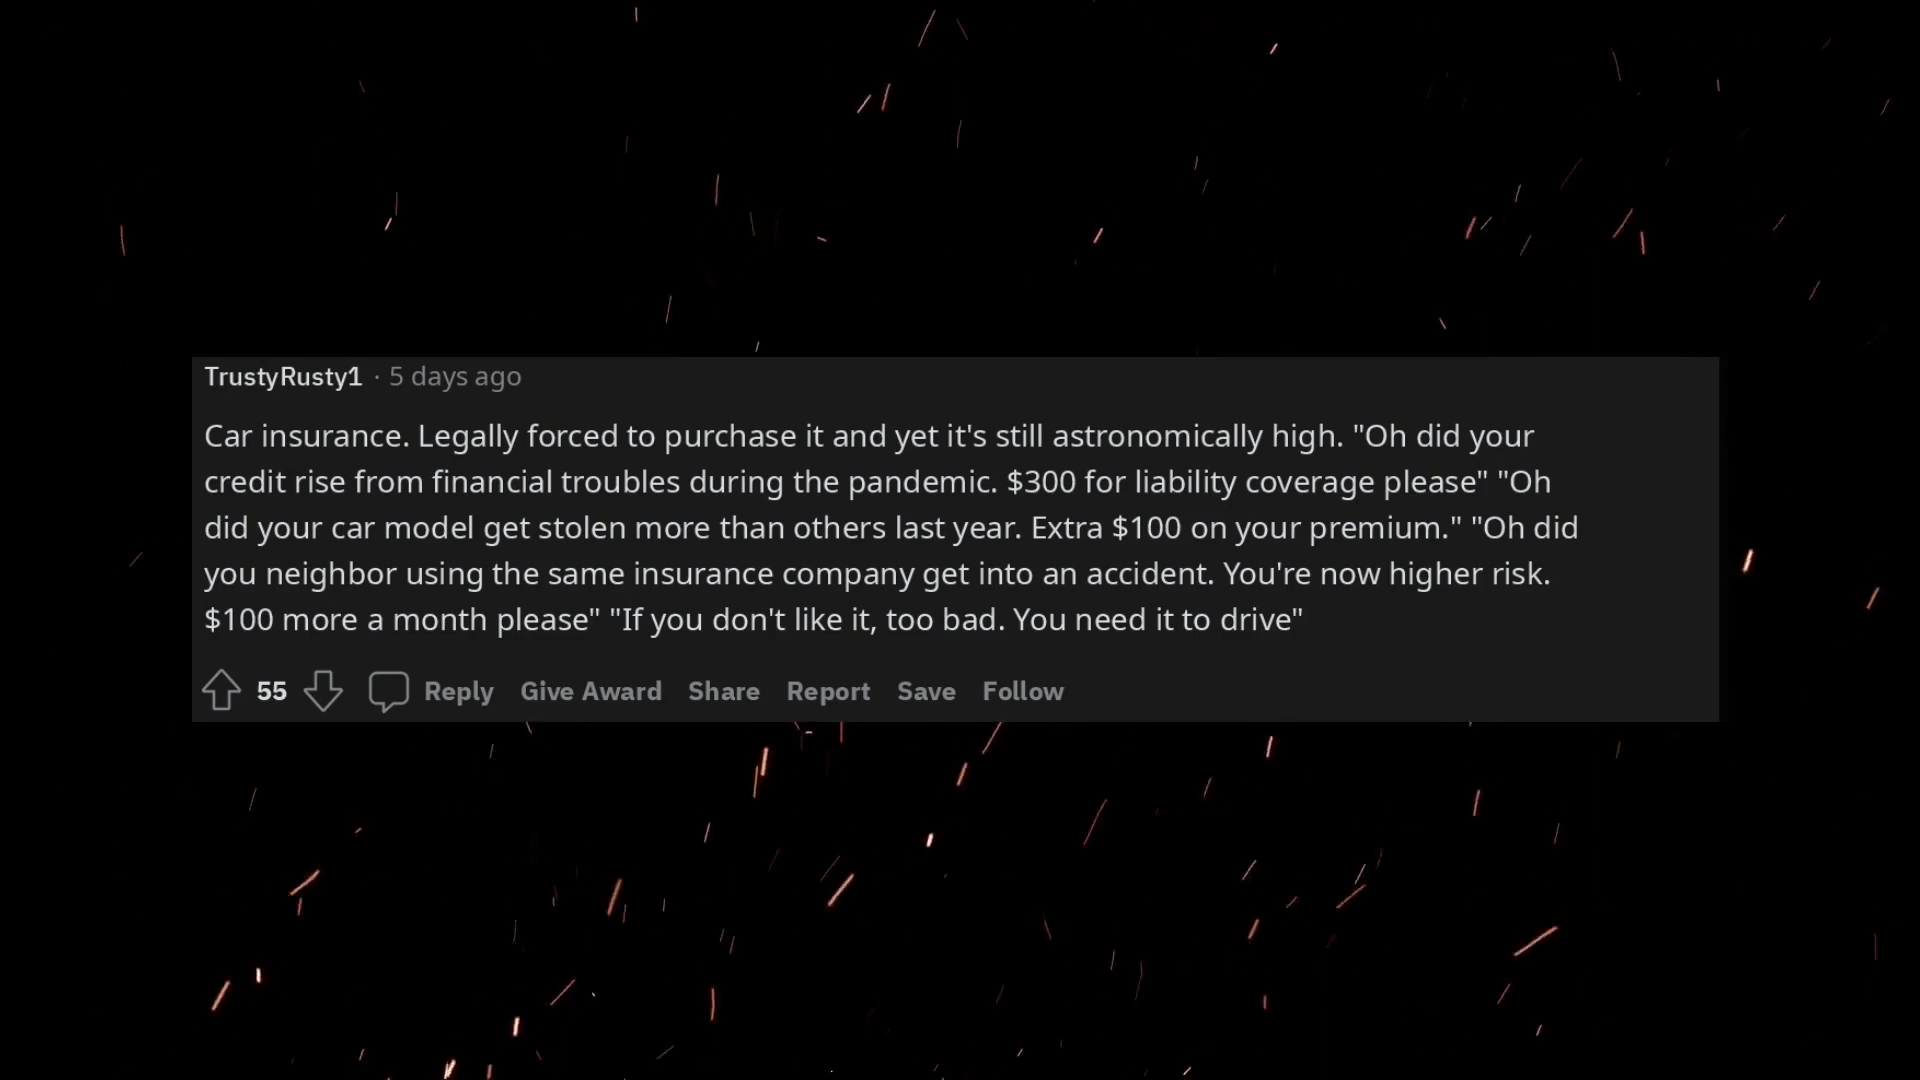 TrustyRusty1 · 5 days ago
Car insurance. Legally forced to purchase it and yet it's still astronomically high. "Oh did your
credit rise from financial troubles during the pandemic. $300 for liability coverage please" "Oh
did your car model get stolen more than others last year. Extra $100 on your premium." "Oh did
you neighbor using the same insurance company get into an accident. You're now higher risk.
$100 more a month please" "If you don't like it, too bad. You need it to drive"
55 Reply Give Award Share Report Save Follow